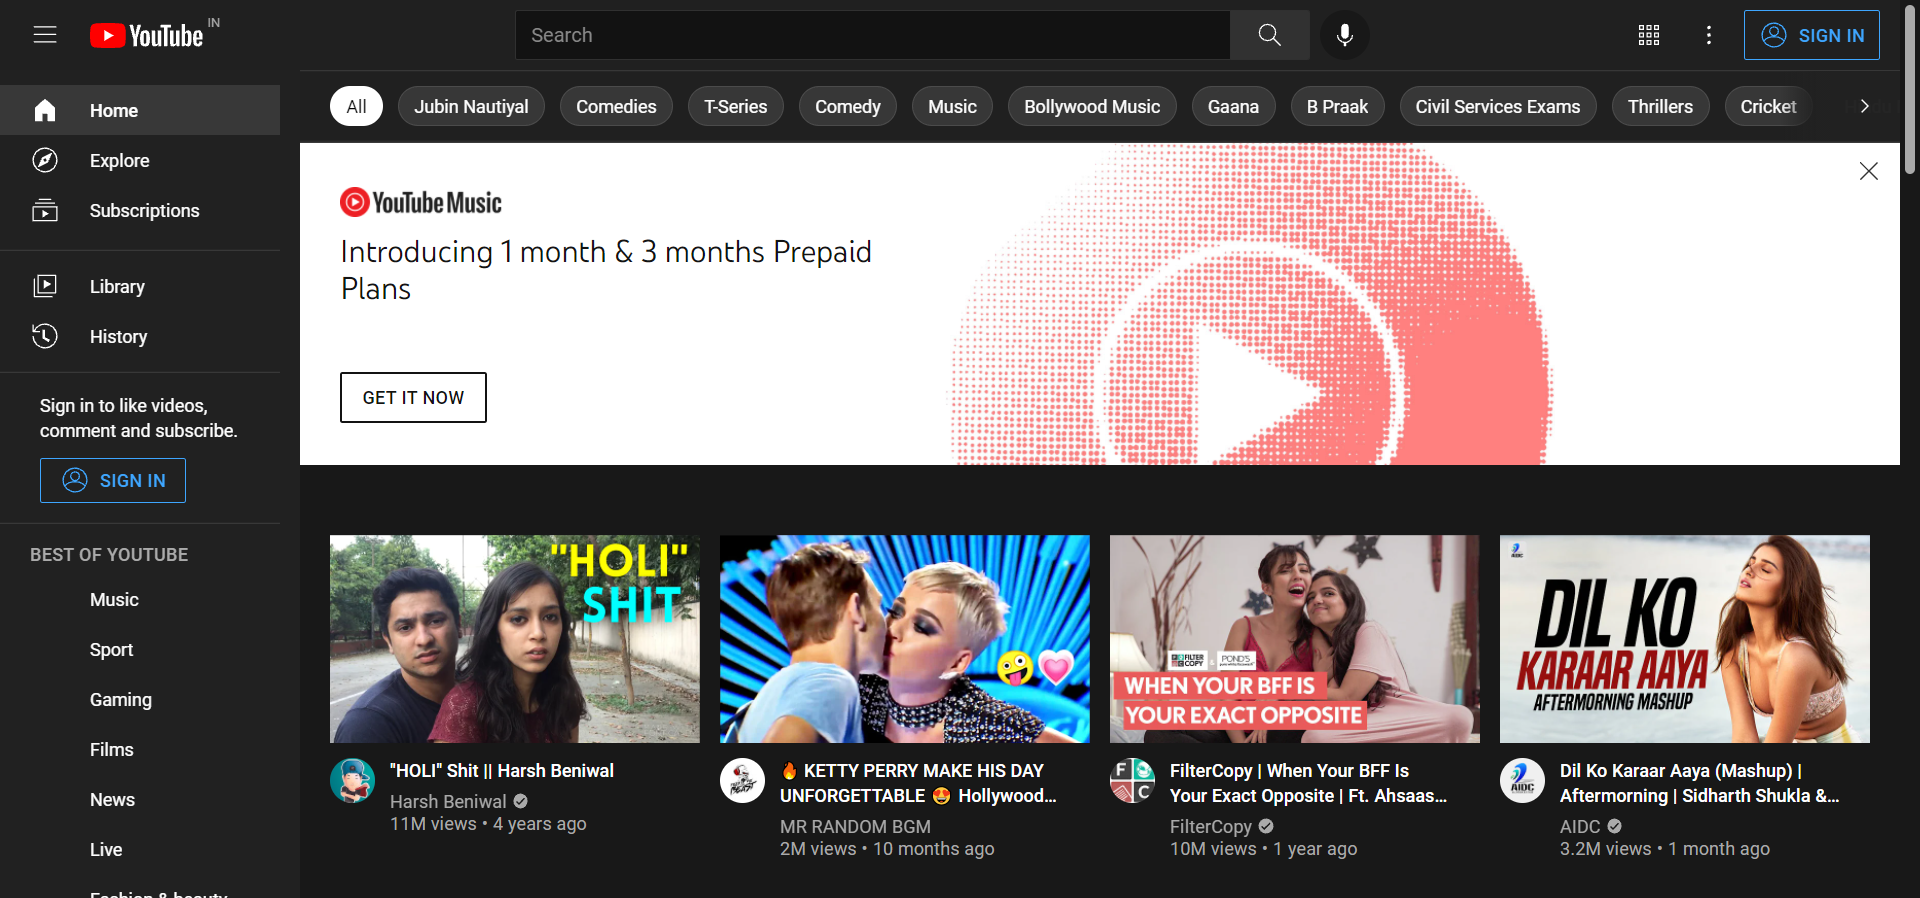 YouTube IN
Search
SIGN IN
Home
Explore
Subscriptions
Library
History
Sign in to like videos,
comment and subscribe.
SIGN IN
BEST OF YOUTUBE
Music
Sport
Gaming
Films
News
Live
Fashion & beauty
All
Jubin Nautiyal
Comedies
T-Series
Comedy
Music
Bollywood Music
Gaana
B Praak
Civil Services Exams
Thrillers
Cricket
YouTube Music
Introducing 1 month & 3 months Prepaid
Plans
GET IT NOW
"HOLI"
SHIT
"HOLI" Shit || Harsh Beniwal
Harsh Beniwal
11M views • 4 years ago
🔥 KETTY PERRY MAKE HIS DAY
UNFORGETTABLE 😍 Hollywood...
MR RANDOM BGM
2M views • 10 months ago
FILTER
COPY & POND'S
WHEN YOUR BFF IS
YOUR EXACT OPPOSITE
F
C
FilterCopy | When Your BFF Is
Your Exact Opposite | Ft. Ahsaas...
FilterCopy
10M views • 1 year ago
AIDC
DIL KO
KARAAR AAYA
AFTERMORNING MASHUP
AIDC
Dil Ko Karaar Aaya (Mashup) |
Aftermorning | Sidharth Shukla &...
AIDC
3.2M views • 1 month ago